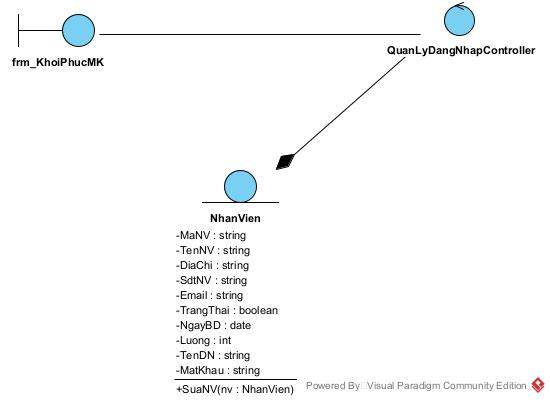 frm_KhoiPhucMK
QuanLyDangNhapController
NhanVien
-MaNV : string
-TenNV : string
-DiaChi : string
-SdtNV : string
-Email : string
-TrangThai : boolean
-NgayBD : date
-Luong : int
-TenDN : string
-MatKhau : string
+SuaNV(nv : NhanVien)
Powered By Visual Paradigm Community Edition